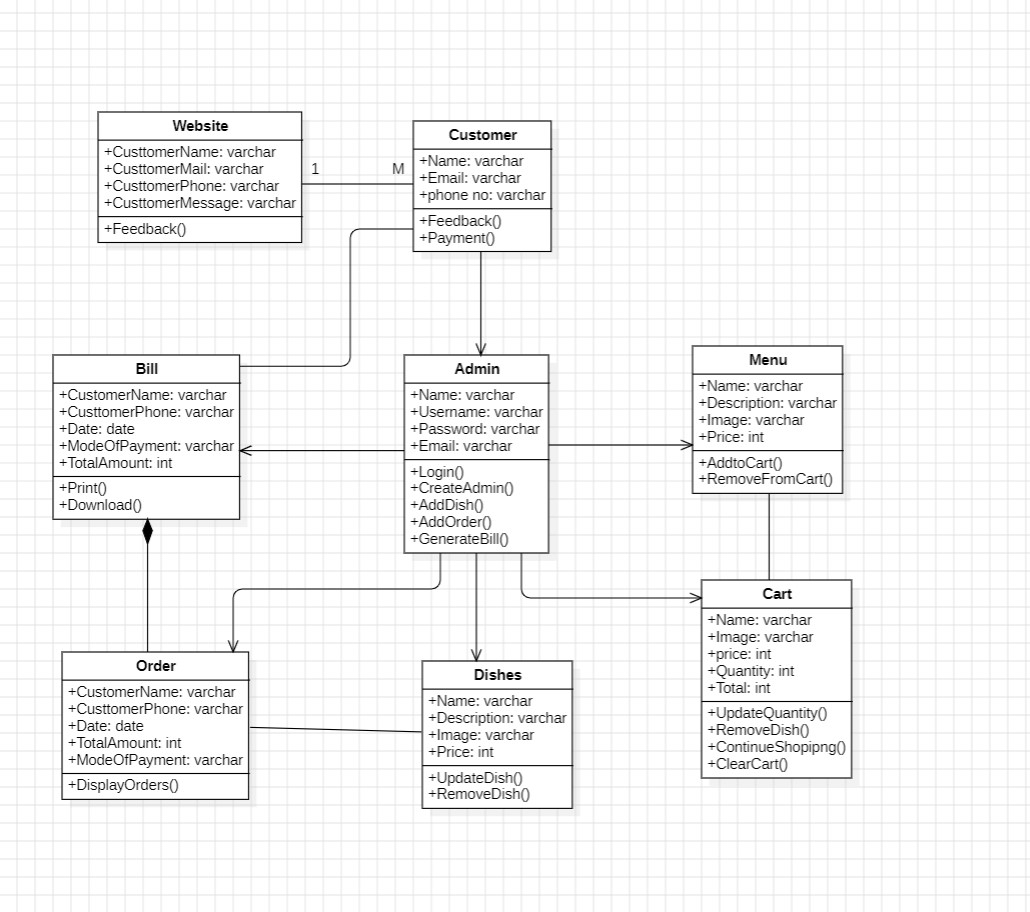 Website
+CusttomerName: varchar
+CusttomerMail: varchar
+CusttomerPhone: varchar
+CusttomerMessage: varchar
+Feedback()
1
M
Customer
+Name: varchar
+Email: varchar
+phone no: varchar
+Feedback()
+Payment()
Bill
+CustomerName: varchar
+CusttomerPhone: varchar
+Date: date
+ModeOfPayment: varchar
+TotalAmount: int
+Print()
+Download()
Admin
+Name: varchar
+Username: varchar
+Password: varchar
+Email: varchar
+Login()
+CreateAdmin()
+AddDish()
+AddOrder()
+GenerateBill()
Menu
+Name: varchar
+Description: varchar
+Image: varchar
+Price: int
+AddtoCart()
+RemoveFromCart()
Order
+CustomerName: varchar
+CusttomerPhone: varchar
+Date: date
+TotalAmount: int
+ModeOfPayment: varchar
+DisplayOrders()
Dishes
+Name: varchar
+Description: varchar
+Image: varchar
+Price: int
+UpdateDish()
+RemoveDish()
Cart
+Name: varchar
+Image: varchar
+price: int
+Quantity: int
+Total: int
+UpdateQuantity()
+RemoveDish()
+ContinueShopipng()
+ClearCart()